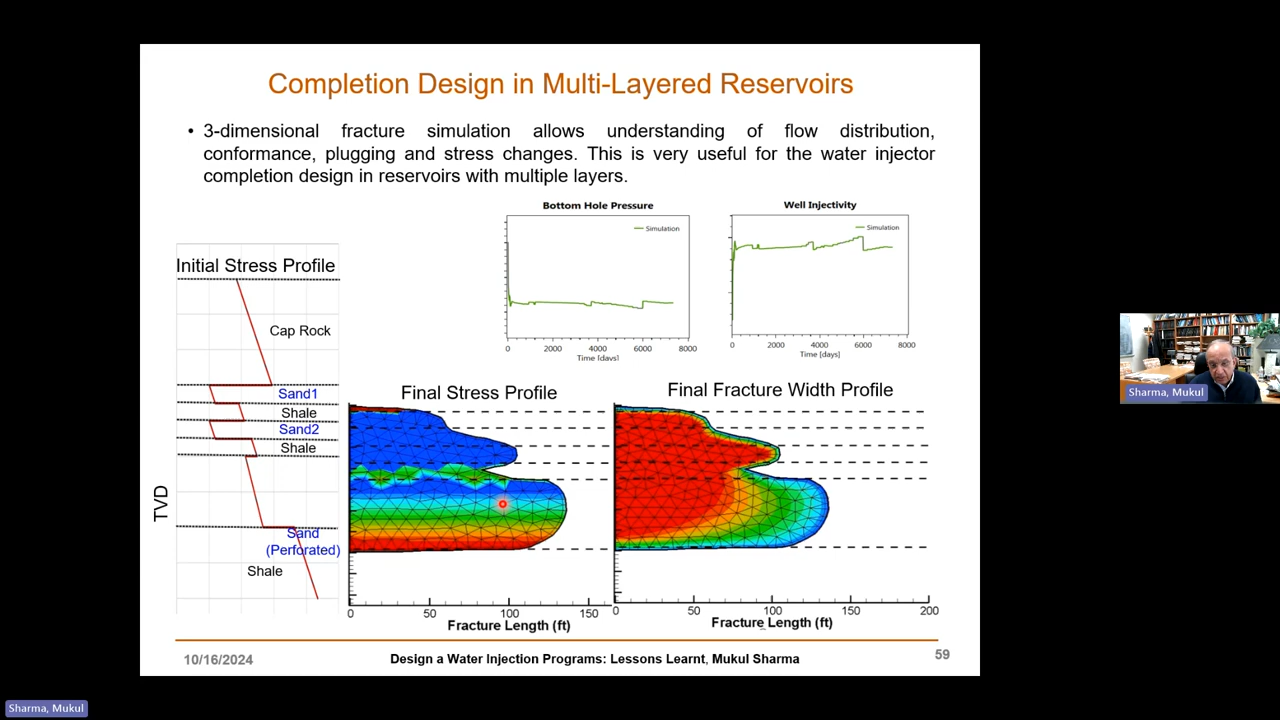 Completion Design in Multi-Layered Reservoirs
• 3-dimensional fracture simulation allows understanding of flow distribution,
conformance, plugging and stress changes. This is very useful for the water injector
completion design in reservoirs with multiple layers.
Bottom Hole Pressure
Simulation
0 2000 4000 6000 8000
Time [days]
Well Injectivity
Simulation
0 2000 4000 6000 8000
Time [days]
Initial Stress Profile
Cap Rock
Sand1
Shale
Sand2
Shale
Sand
(Perforated)
Shale
TVD
Final Stress Profile
0 50 100 150
Fracture Length (ft)
Final Fracture Width Profile
0 50 100 150 200
Fracture Length (ft)
10/16/2024
Design a Water Injection Programs: Lessons Learnt, Mukul Sharma
59
Sharma, Mukul
Sharma, Mukul